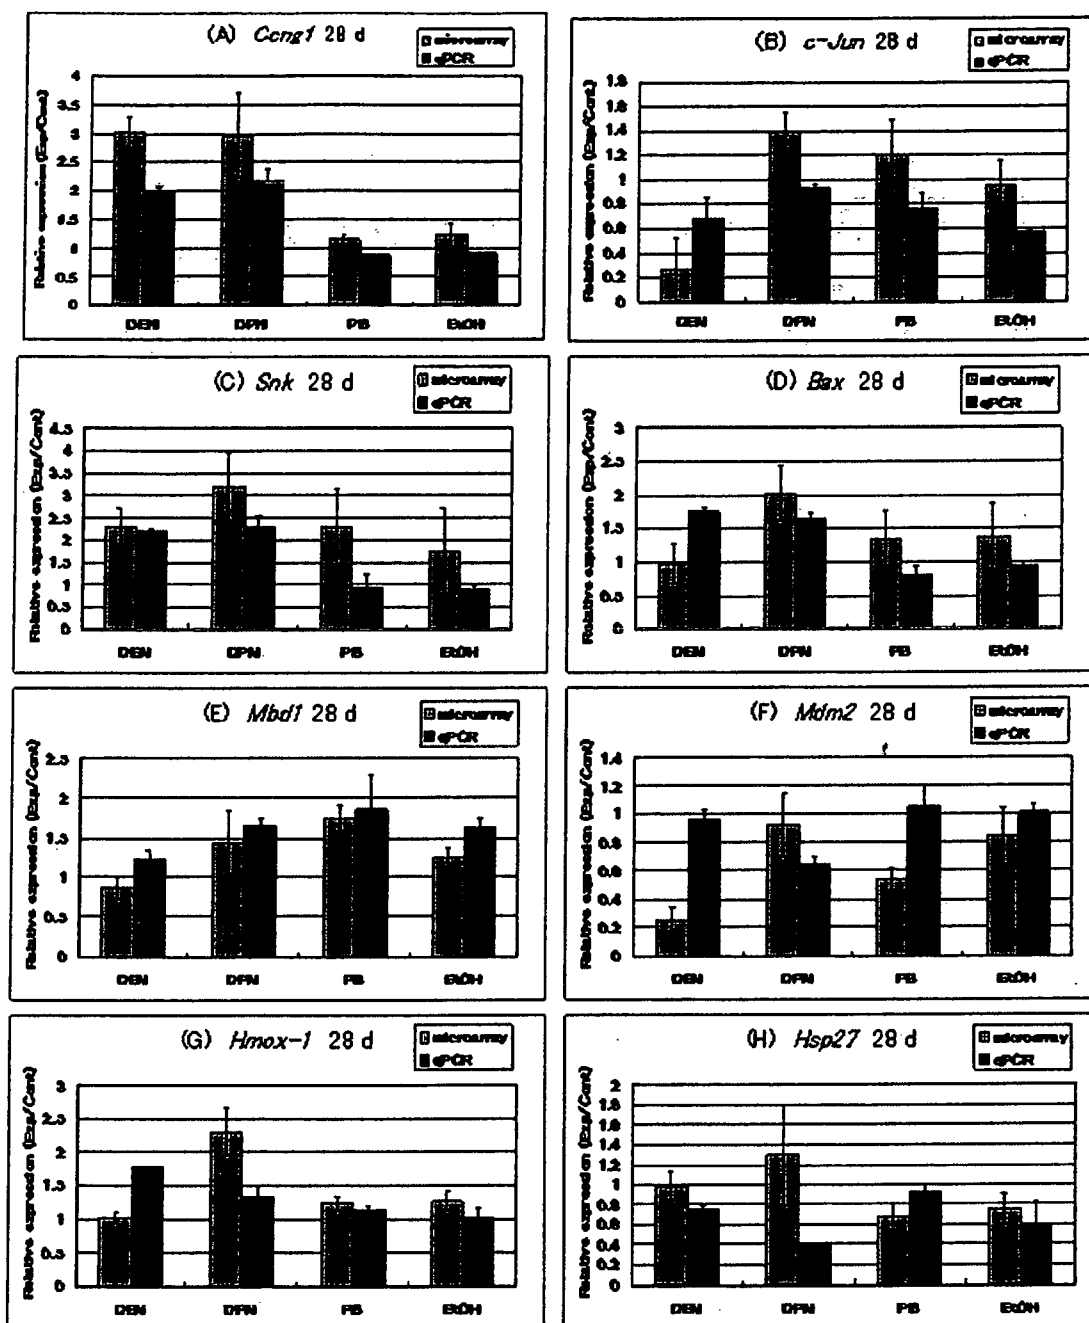 (A) Ccng1 28 d
microarray
qPCR
Relative expression (Exp/Cont.)
4
3.5
3
2.5
2
1.5
1
0.5
0
DEN DPN PB EtOH
(B) c-Jun 28 d
microarray
qPCR
Relative expression (Exp/Cont.)
1.8
1.6
1.4
1.2
1
0.8
0.6
0.4
0.2
0
DEN DPN PB EtOH
(C) Snk 28 d
microarray
qPCR
Relative expression (Exp/Cont.)
4.5
4
3.5
3
2.5
2
1.5
1
0.5
0
DEN DPN PB EtOH
(D) Bax 28 d
microarray
qPCR
Relative expression (Exp/Cont)
3
2.5
2
1.5
1
0.5
0
DEN DPN PB EtOH
(E) Mbd1 28 d
microarray
qPCR
Relative expression (Exp/Cont)
2.5
2
1.5
1
0.5
0
DEN DPN PB EtOH
(F) Mdm2 28 d
microarray
qPCR
Relative expression (Exp/Cont)
1.4
1.2
1
0.8
0.6
0.4
0.2
0
DEN DPN PB EtOH
(G) Hmox-1 28 d
microarray
qPCR
Relative expression (Exp/Cont)
3
2.5
2
1.5
1
0.5
0
DEN DPN PB EtOH
(H) Hsp27 28 d
microarray
qPCR
Relative expression (Exp/Cont)
2
1.8
1.6
1.4
1.2
1
0.8
0.6
0.4
0.2
0
DEN DPN PB EtOH